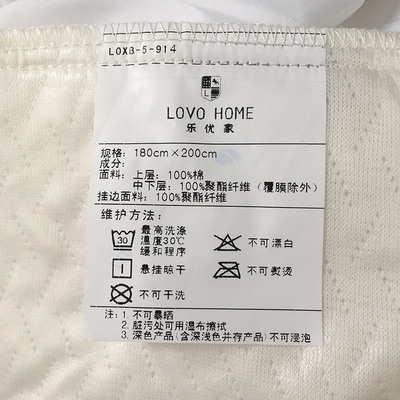 LOXB-5-914
L
LOVO HOME
乐优家
规格: 180cm×200cm
成分:
面料: 上层: 100%棉
中下层: 100%聚酯纤维 (覆膜除外)
挂边面料: 100%聚酯纤维
维护方法:
30 最高洗涤温度30℃缓和程序
不可漂白
悬挂晾干
不可熨烫
不可干洗
注: 1. 不可暴晒
2. 脏污处可用湿布擦拭
3. 深色产品 (含深浅色并存产品) 不可浸泡